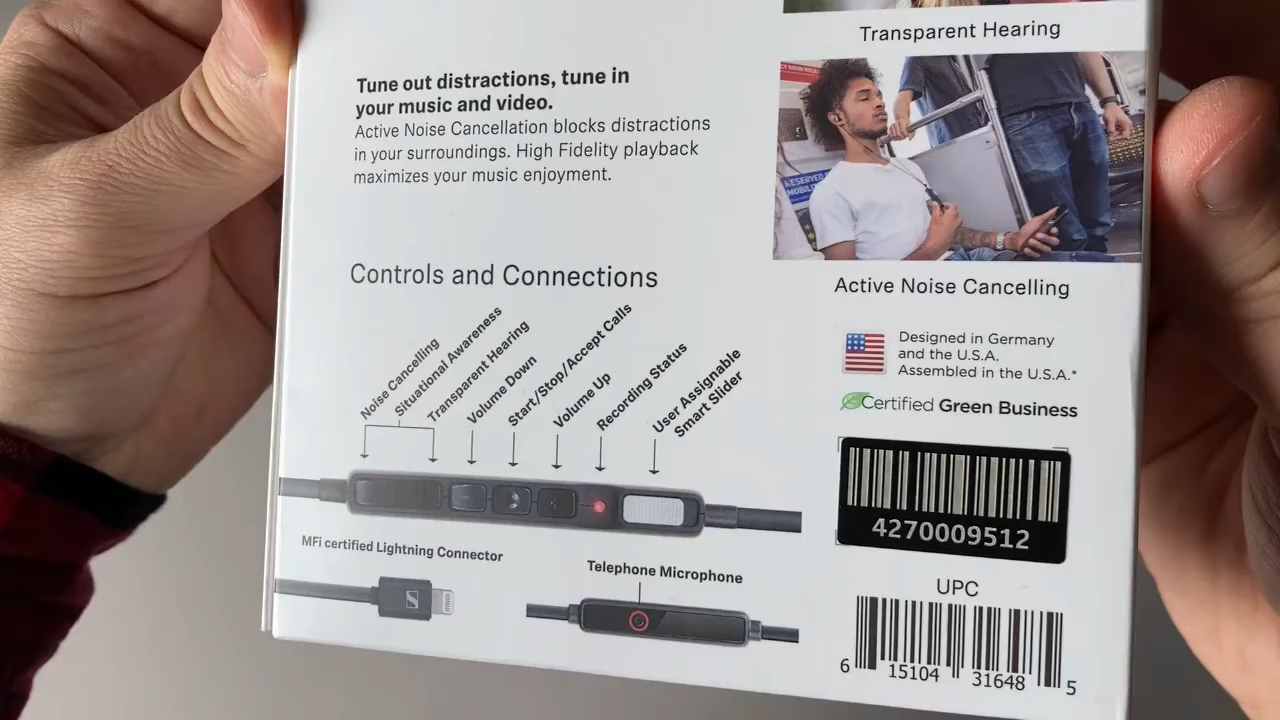 Transparent Hearing
Tune out distractions, tune in
your music and video.
Active Noise Cancellation blocks distractions
in your surroundings. High Fidelity playback
maximizes your music enjoyment.
Active Noise Cancelling
Controls and Connections
Noise Cancelling
Situational Awareness
Transparent Hearing
Volume Down
Start/Stop/Accept Calls
Volume Up
Recording Status
User Assignable
Smart Slider
Designed in Germany
and the U.S.A.
Assembled in the U.S.A.*
Certified Green Business
4270009512
MFi certified Lightning Connector
Telephone Microphone
UPC
6 15104 31648 5